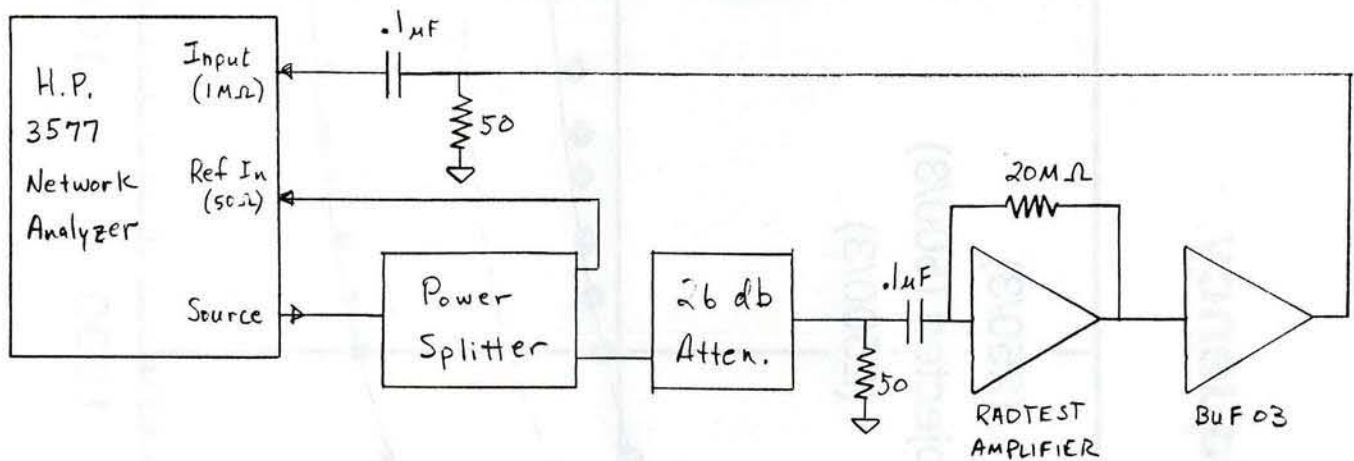 H.P.
3577
Network
Analyzer
Input
(1MΩ)
Ref In
(50Ω)
Source
.1μF
50
Power
Splitter
26 db
Atten.
50
.1μF
20MΩ
RADTEST
AMPLIFIER
BUF 03